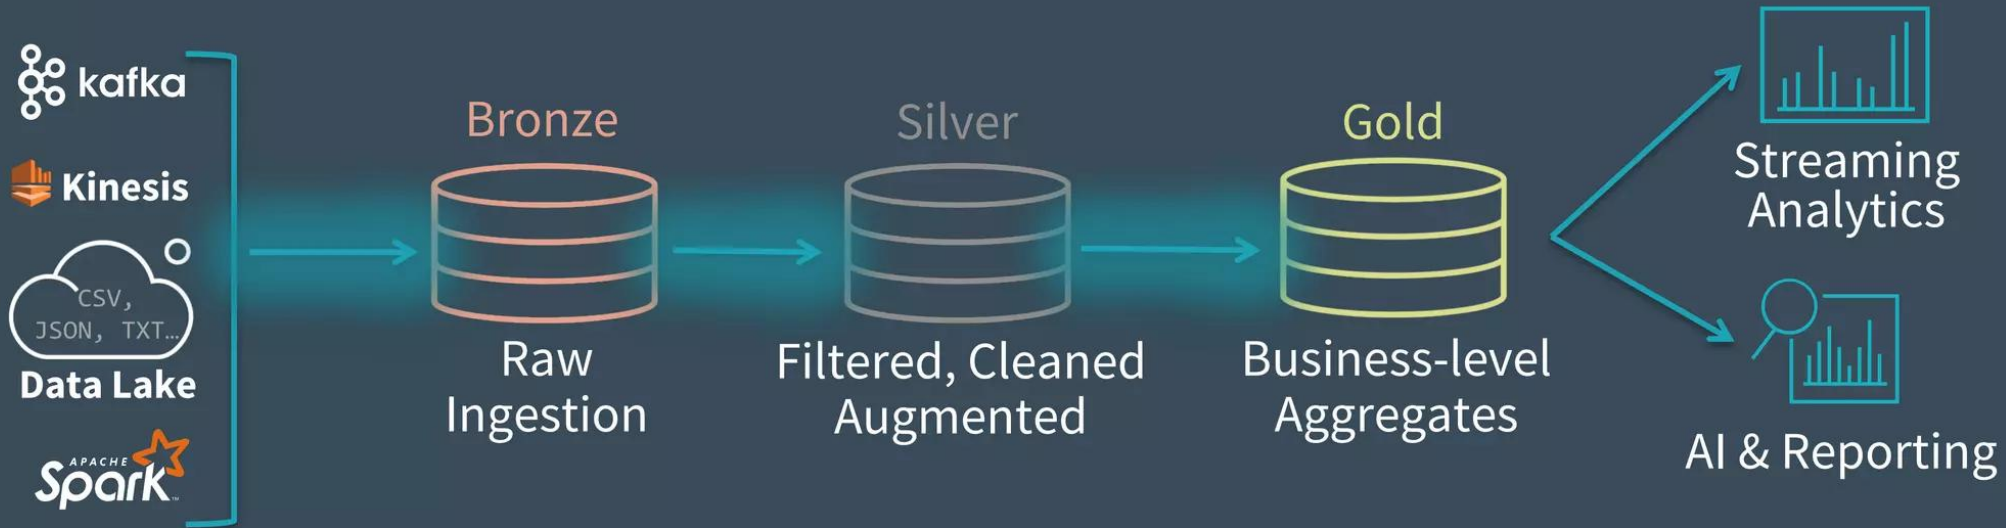 kafka
Kinesis
CSV,
JSON, TXT...
Data Lake
APACHE
Spark™
Bronze
Raw
Ingestion
Silver
Filtered, Cleaned
Augmented
Gold
Business-level
Aggregates
Streaming
Analytics
AI & Reporting